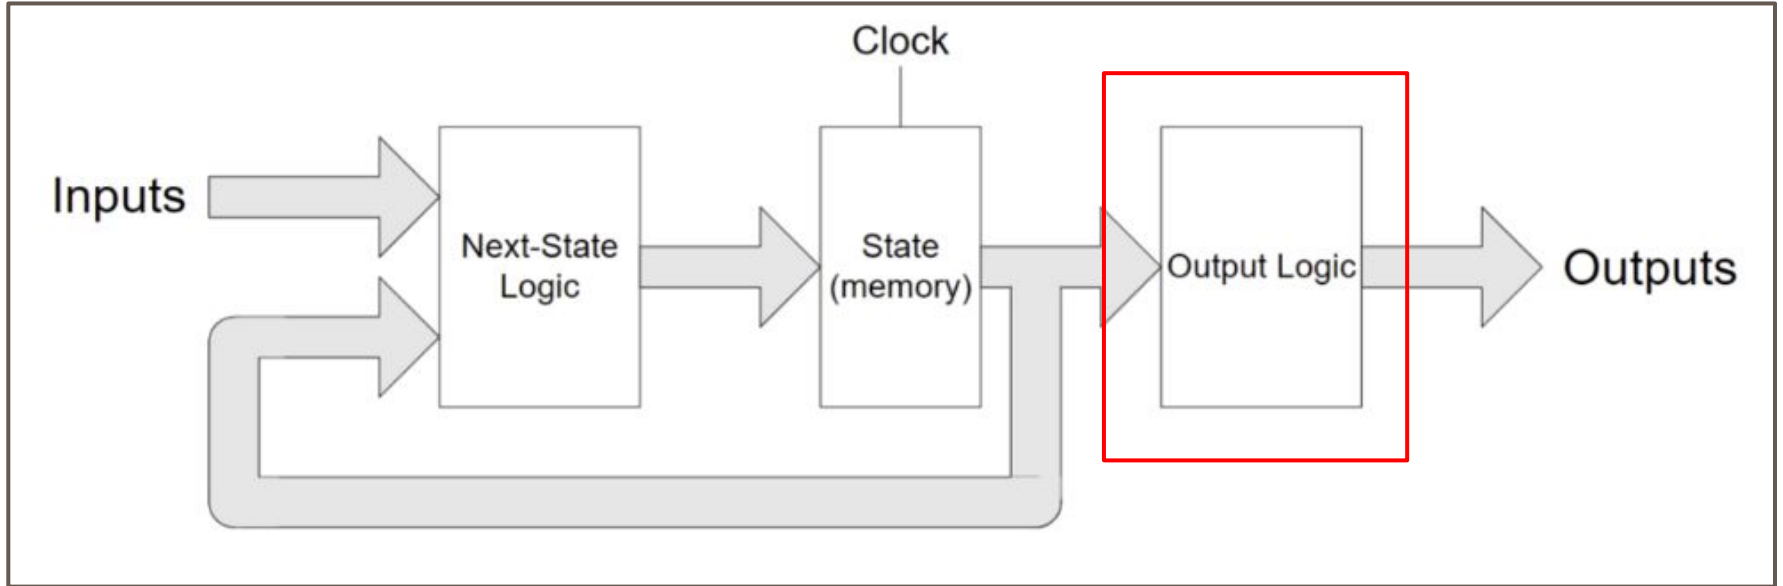 Clock
Inputs
Next-State
Logic
State
(memory)
Output Logic
Outputs